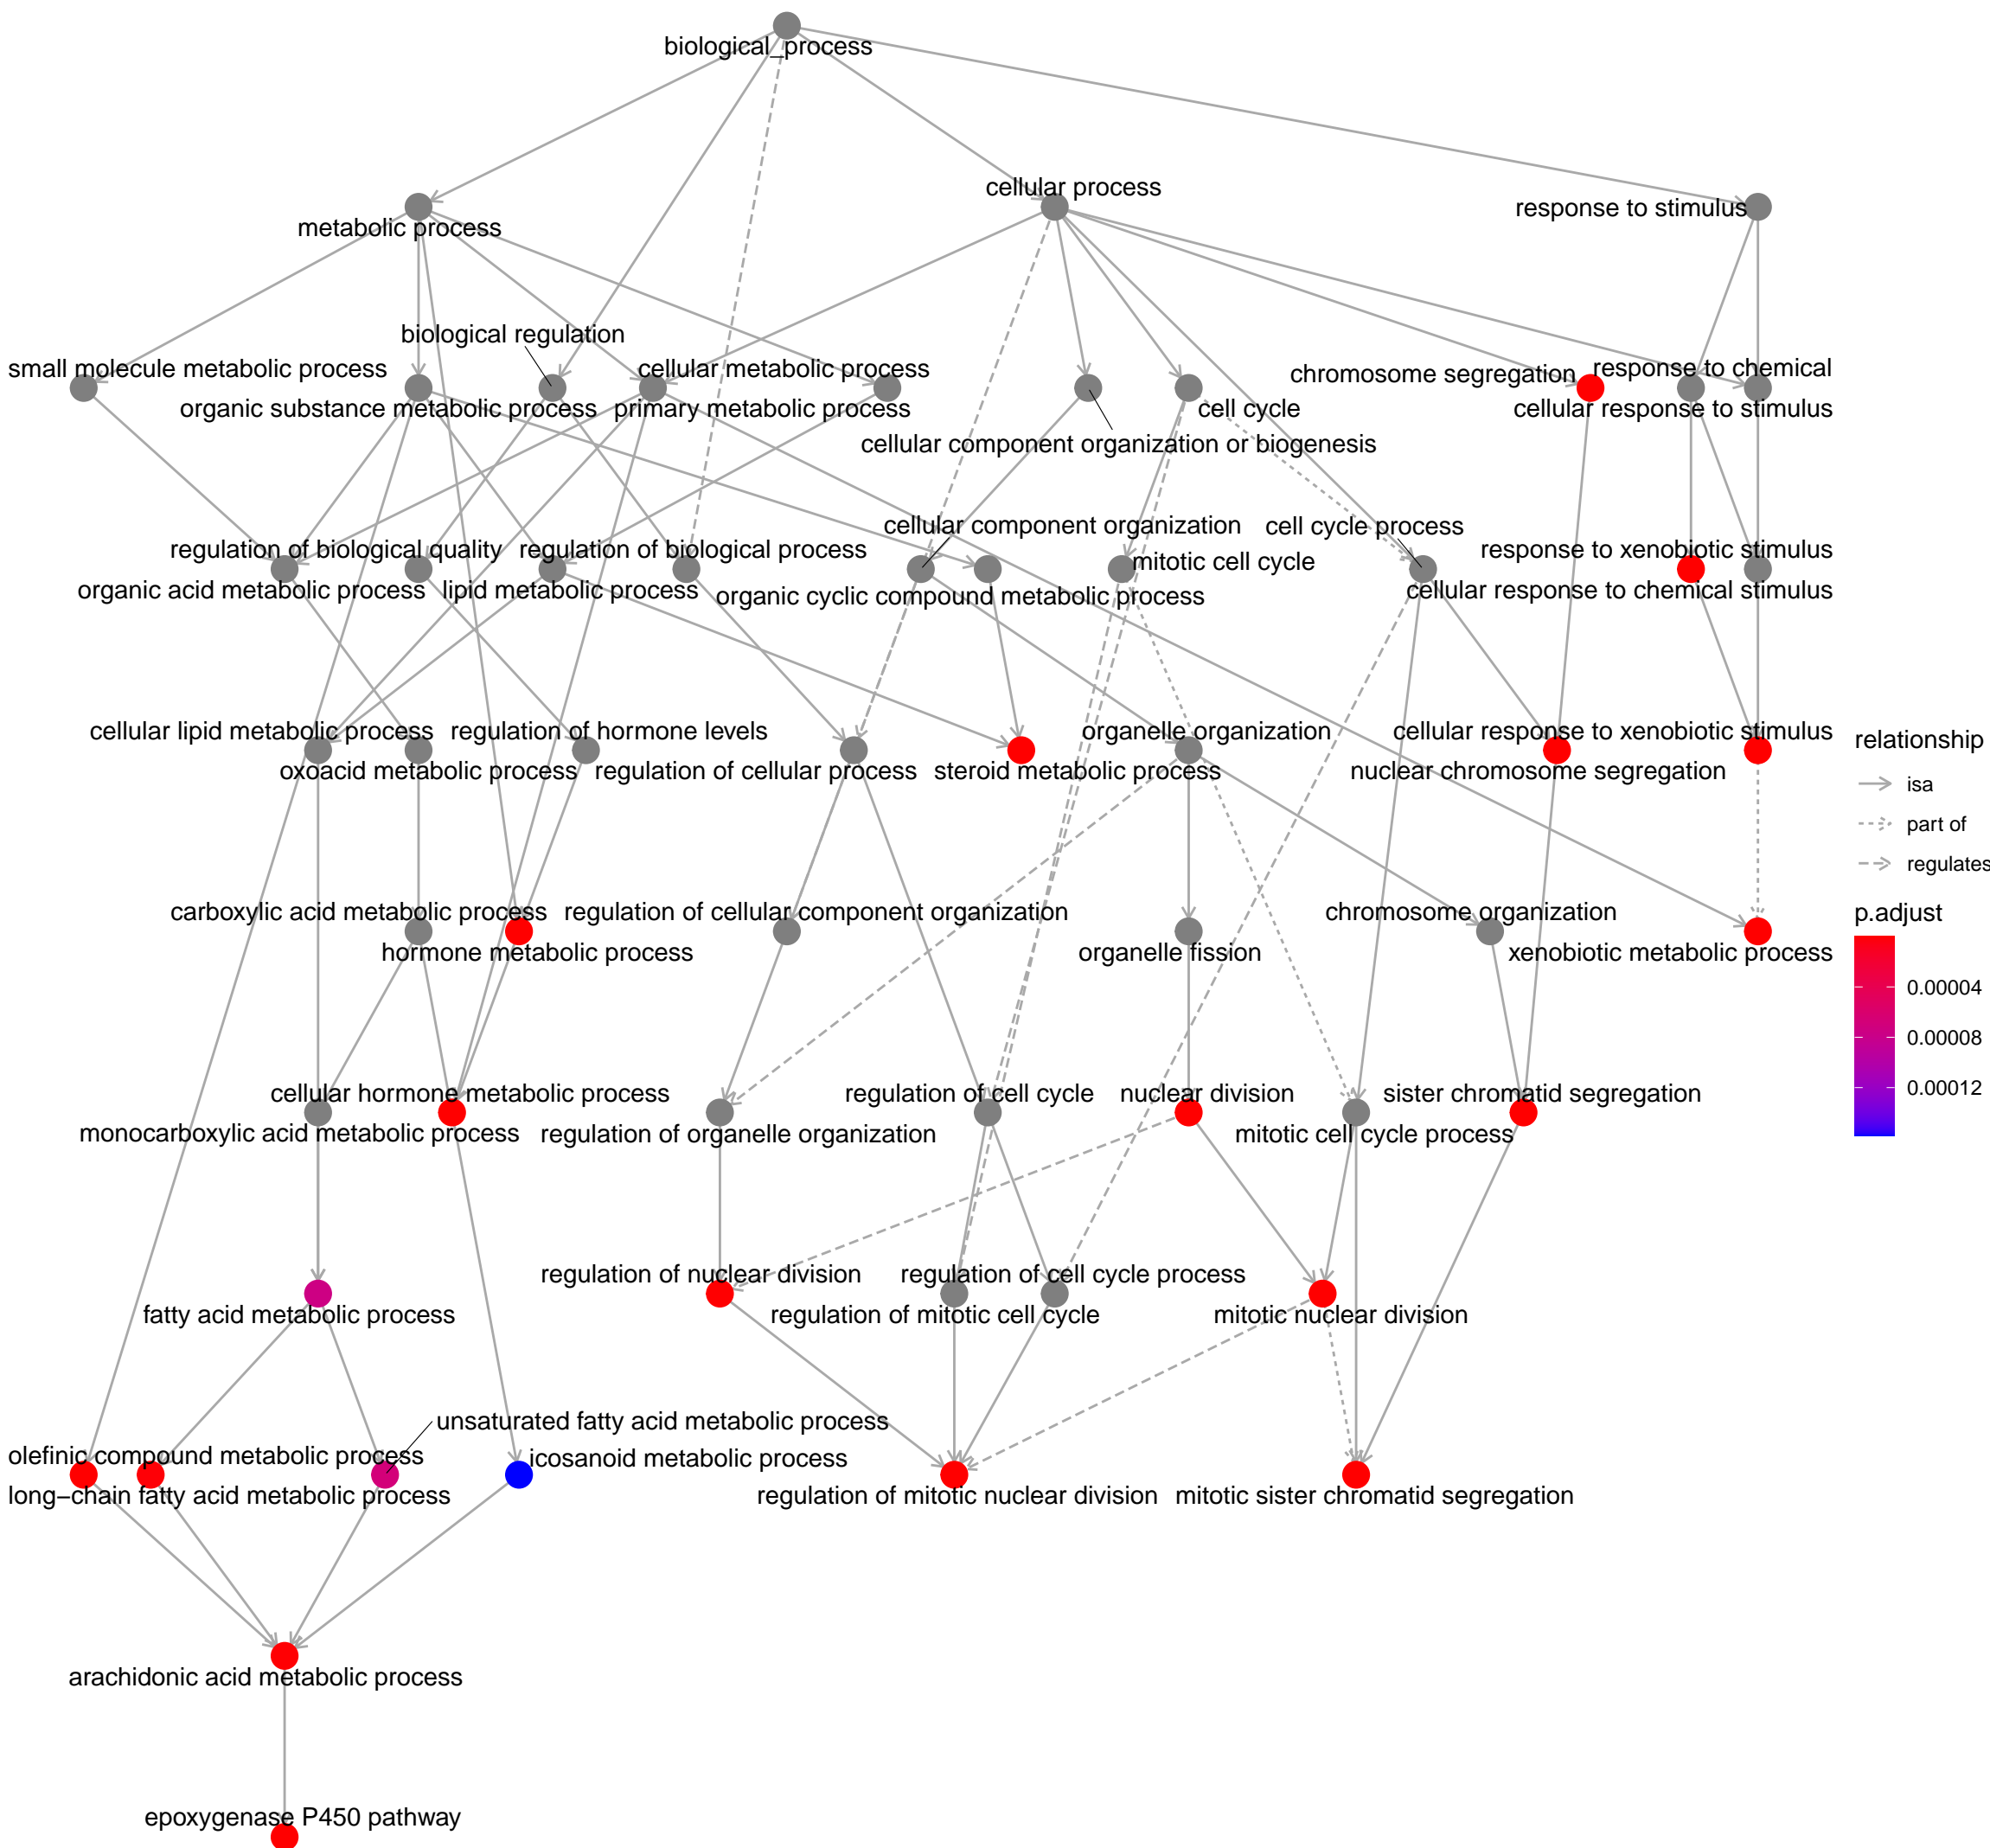 biological_process
cellular process
response to stimulus
metabolic process
biological regulation
small molecule metabolic process
cellular metabolic process
chromosome segregation
response to chemical
organic substance metabolic process
primary metabolic process
cell cycle
cellular response to stimulus
cellular component organization or biogenesis
cellular component organization
cell cycle process
regulation of biological quality
regulation of biological process
response to xenobiotic stimulus
mitotic cell cycle
organic acid metabolic process
lipid metabolic process
organic cyclic compound metabolic process
cellular response to chemical stimulus
cellular lipid metabolic process
regulation of hormone levels
organelle organization
cellular response to xenobiotic stimulus
oxoacid metabolic process
regulation of cellular process
steroid metabolic process
nuclear chromosome segregation
carboxylic acid metabolic process
regulation of cellular component organization
chromosome organization
hormone metabolic process
organelle fission
xenobiotic metabolic process
cellular hormone metabolic process
regulation of cell cycle
nuclear division
sister chromatid segregation
monocarboxylic acid metabolic process
regulation of organelle organization
mitotic cell cycle process
regulation of nuclear division
regulation of cell cycle process
fatty acid metabolic process
regulation of mitotic cell cycle
mitotic nuclear division
unsaturated fatty acid metabolic process
olefinic compound metabolic process
icosanoid metabolic process
long−chain fatty acid metabolic process
regulation of mitotic nuclear division
mitotic sister chromatid segregation
arachidonic acid metabolic process
epoxygenase P450 pathway
relationship
isa
part of
regulates
p.adjust
0.00004
0.00008
0.00012